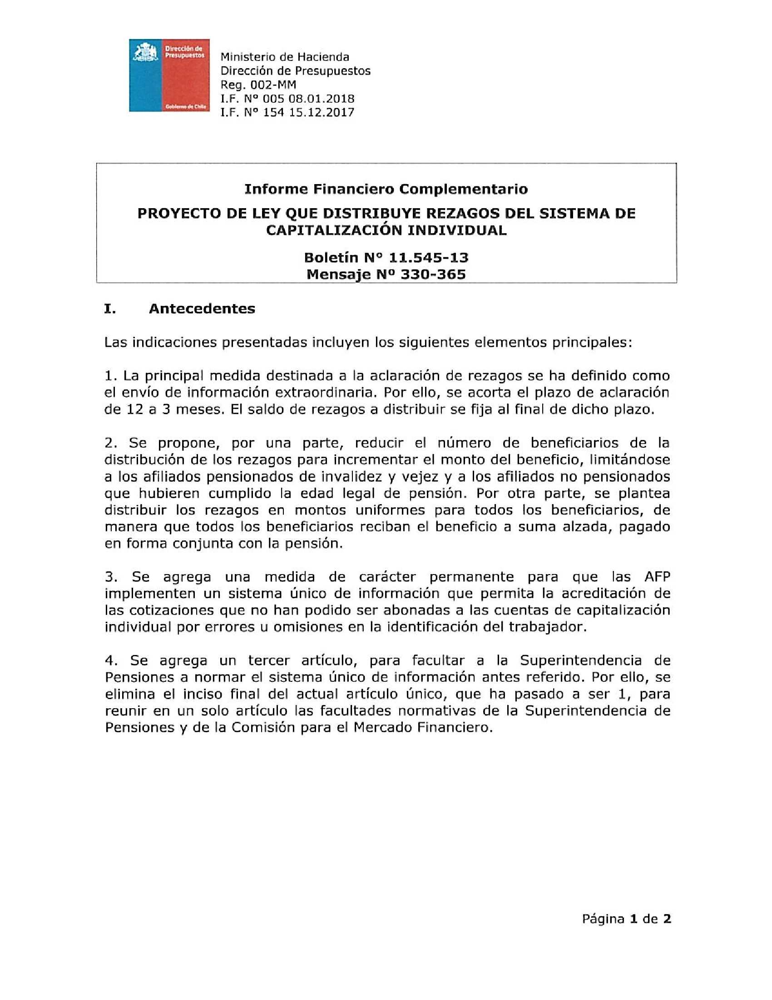 Dirección de
Presupuestos
Gobierno de Chile
Ministerio de Hacienda
Dirección de Presupuestos
Reg. 002-MM
I.F. Nº 005 08.01.2018
I.F. Nº 154 15.12.2017
Informe Financiero Complementario
PROYECTO DE LEY QUE DISTRIBUYE REZAGOS DEL SISTEMA DE
CAPITALIZACIÓN INDIVIDUAL
Boletín Nº 11.545-13
Mensaje Nº 330-365
I. Antecedentes
Las indicaciones presentadas incluyen los siguientes elementos principales:
1. La principal medida destinada a la aclaración de rezagos se ha definido como
el envío de información extraordinaria. Por ello, se acorta el plazo de aclaración
de 12 a 3 meses. El saldo de rezagos a distribuir se fija al final de dicho plazo.
2. Se propone, por una parte, reducir el número de beneficiarios de la
distribución de los rezagos para incrementar el monto del beneficio, limitándose
a los afiliados pensionados de invalidez y vejez y a los afiliados no pensionados
que hubieren cumplido la edad legal de pensión. Por otra parte, se plantea
distribuir los rezagos en montos uniformes para todos los beneficiarios, de
manera que todos los beneficiarios reciban el beneficio a suma alzada, pagado
en forma conjunta con la pensión.
3. Se agrega una medida de carácter permanente para que las AFP
implementen un sistema único de información que permita la acreditación de
las cotizaciones que no han podido ser abonadas a las cuentas de capitalización
individual por errores u omisiones en la identificación del trabajador.
4. Se agrega un tercer artículo, para facultar a la Superintendencia de
Pensiones a normar el sistema único de información antes referido. Por ello, se
elimina el inciso final del actual artículo único, que ha pasado a ser 1, para
reunir en un solo artículo las facultades normativas de la Superintendencia de
Pensiones y de la Comisión para el Mercado Financiero.
Página 1 de 2